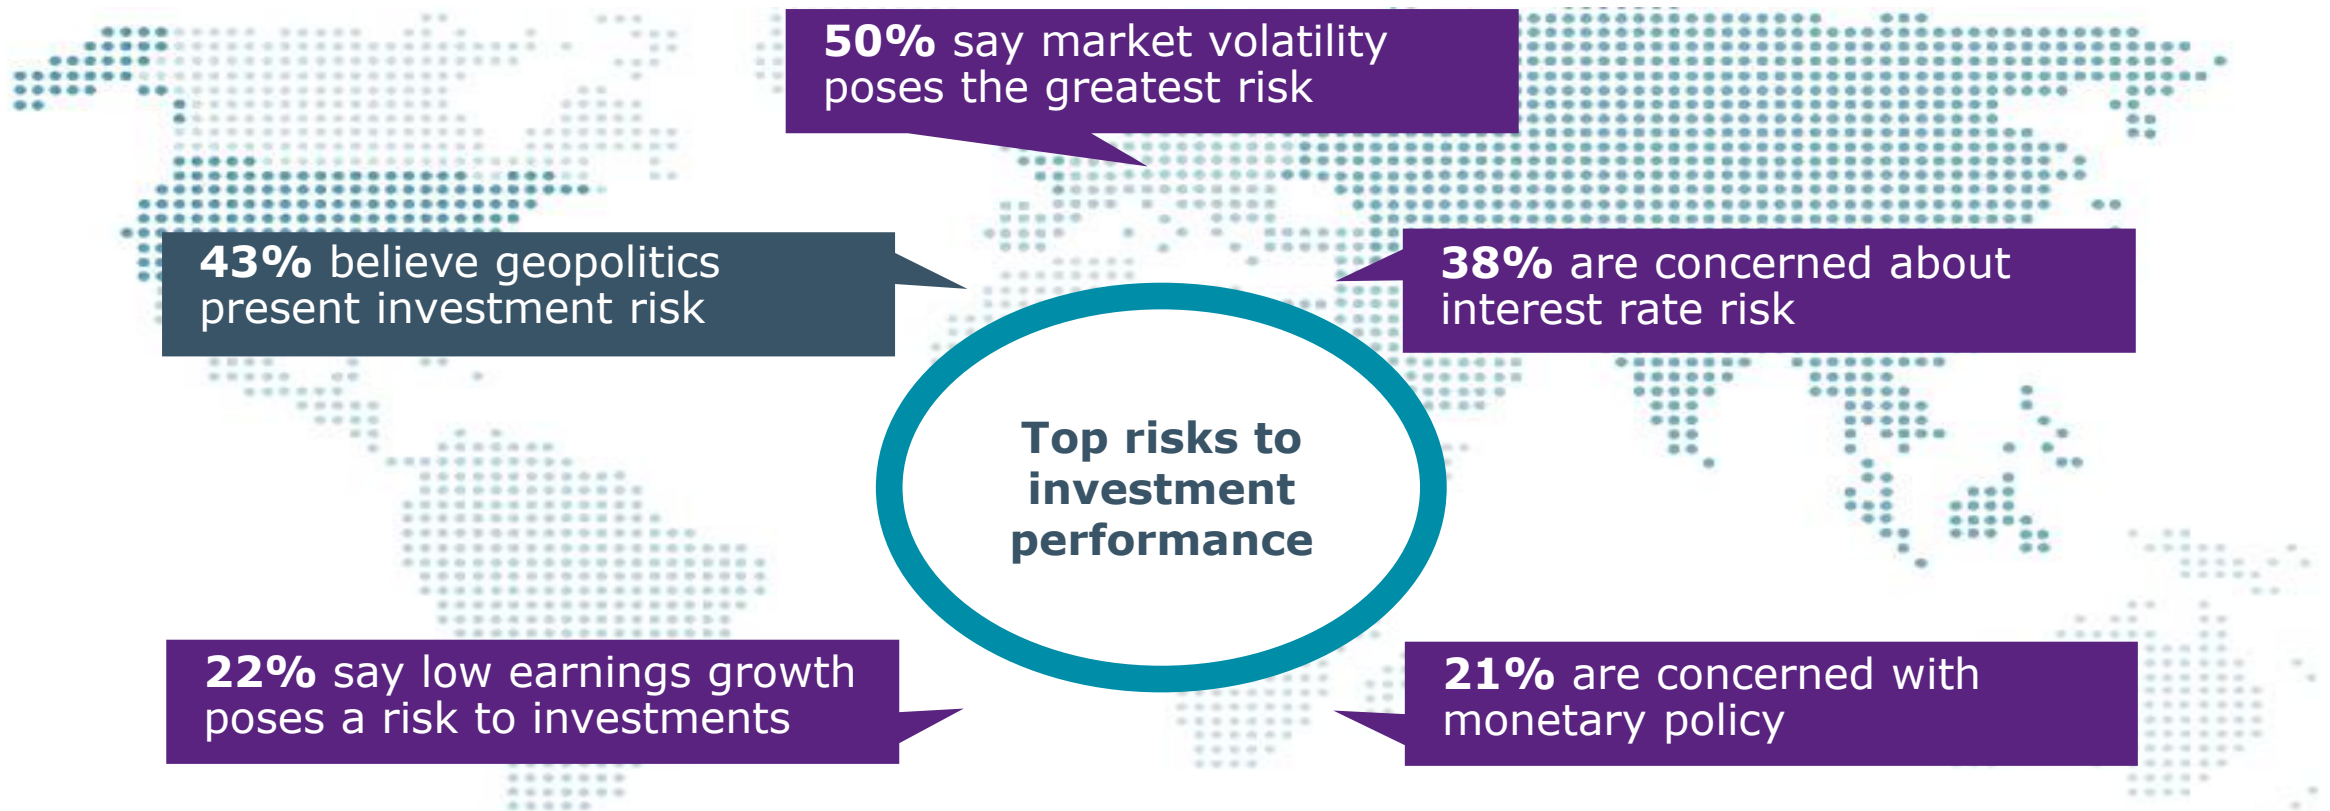 50% say market volatility
poses the greatest risk
43% believe geopolitics
present investment risk
38% are concerned about
interest rate risk
Top risks to
investment
performance
22% say low earnings growth
poses a risk to investments
21% are concerned with
monetary policy